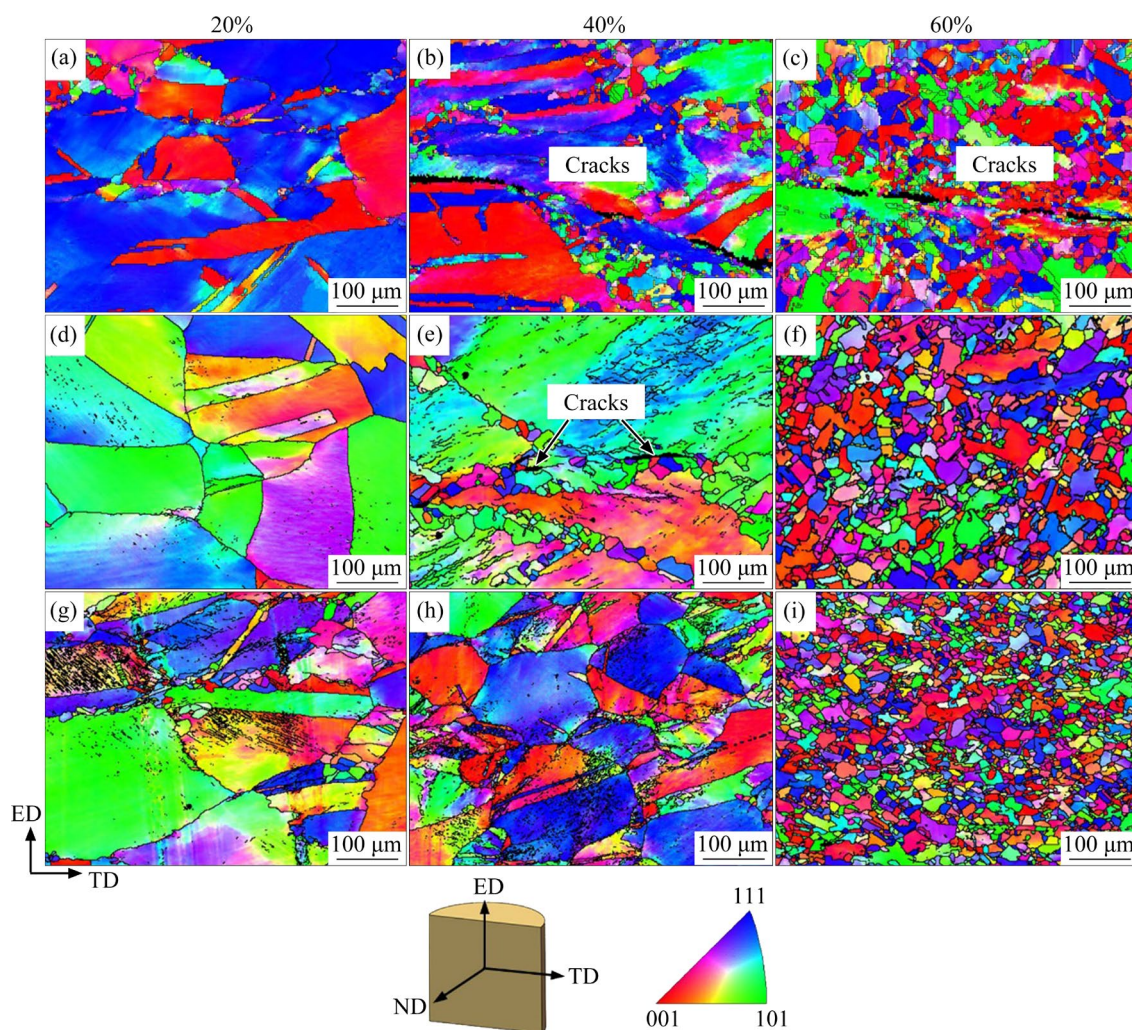 20% 40% 60%
(a) (b) (c)
Cracks Cracks
100 μm 100 μm 100 μm
(d) (e) (f)
Cracks
100 μm 100 μm 100 μm
(g) (h) (i)
100 μm 100 μm 100 μm
ED
TD
ED
TD
ND
111
001 101